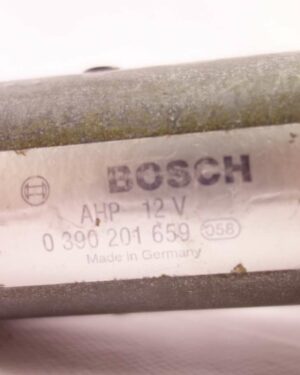 BOSCH
AHP 12 V
0 390 201 659 058
Made in Germany